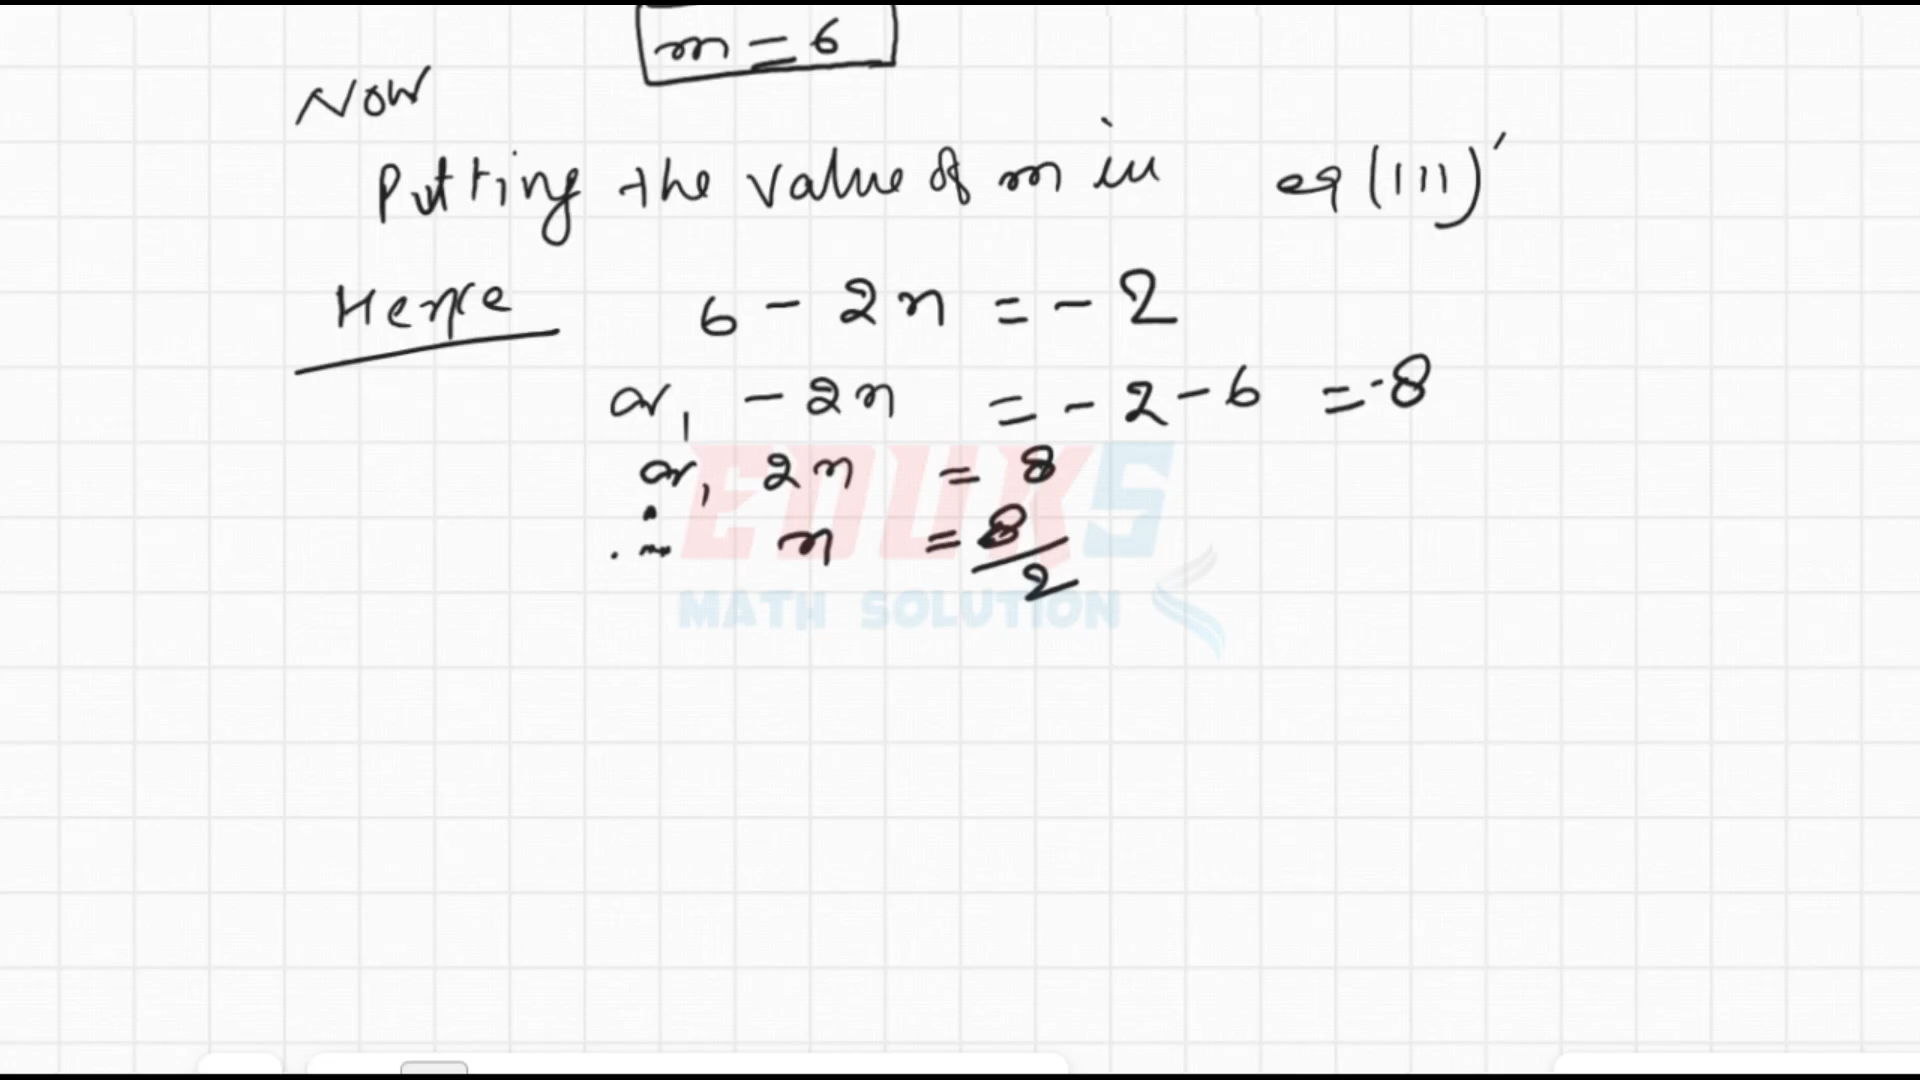 m = 6
Now
Putting the value of m in eq (III)
Hence 6 - 2n = - 2
or, - 2n = - 2 - 6 = -8
or, 2n = 8
∴ n = 8/2
EDUKS
MATH SOLUTION